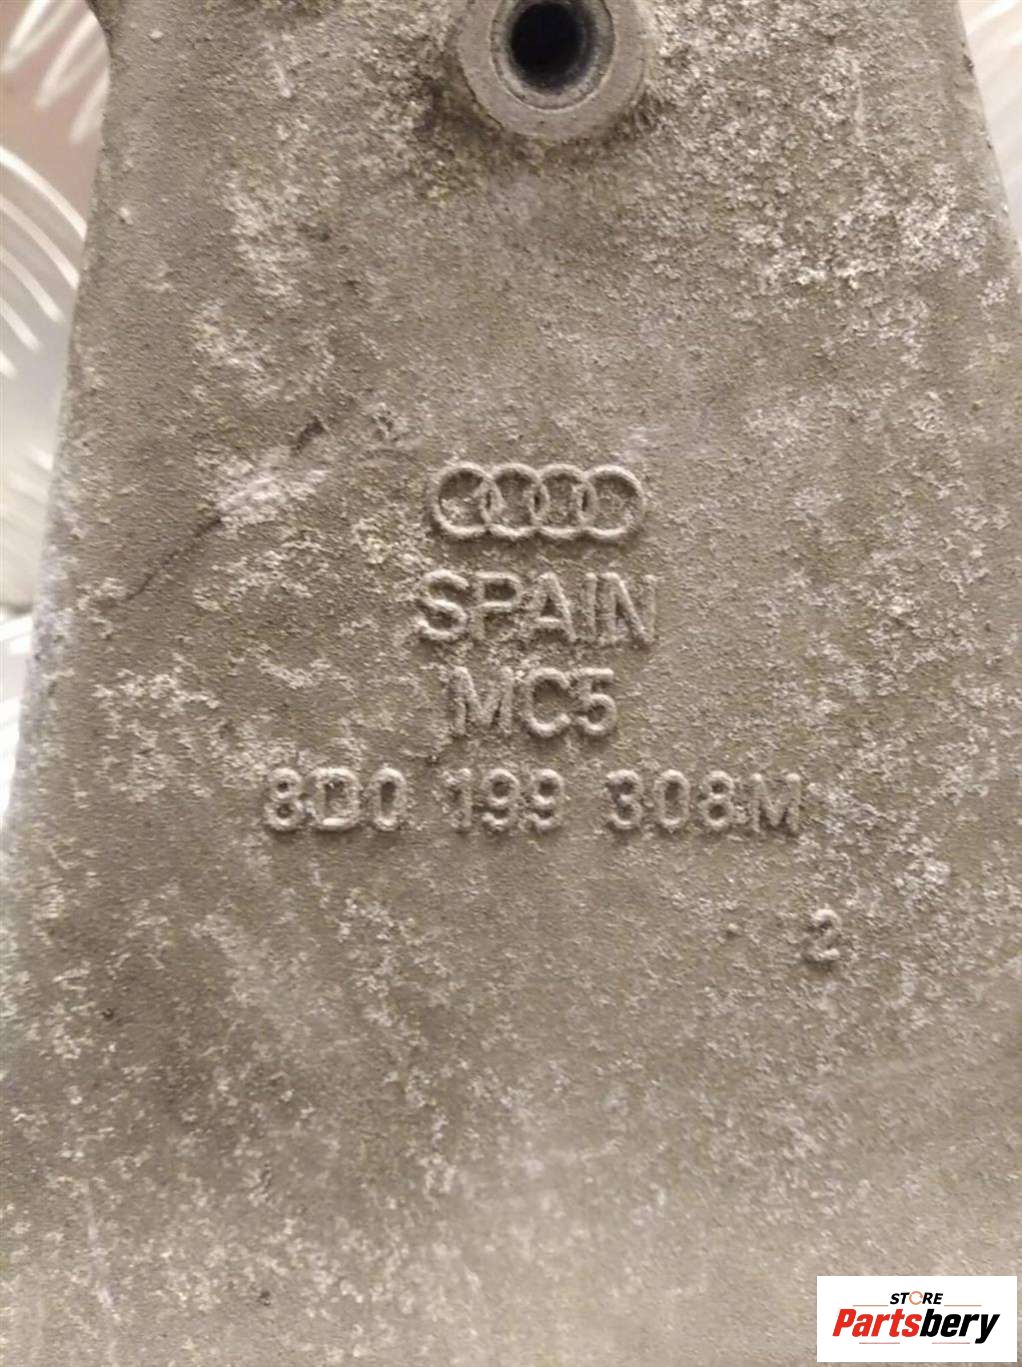 SPAIN
MC5
8D0 199 308M
2
STORE
Partsbery